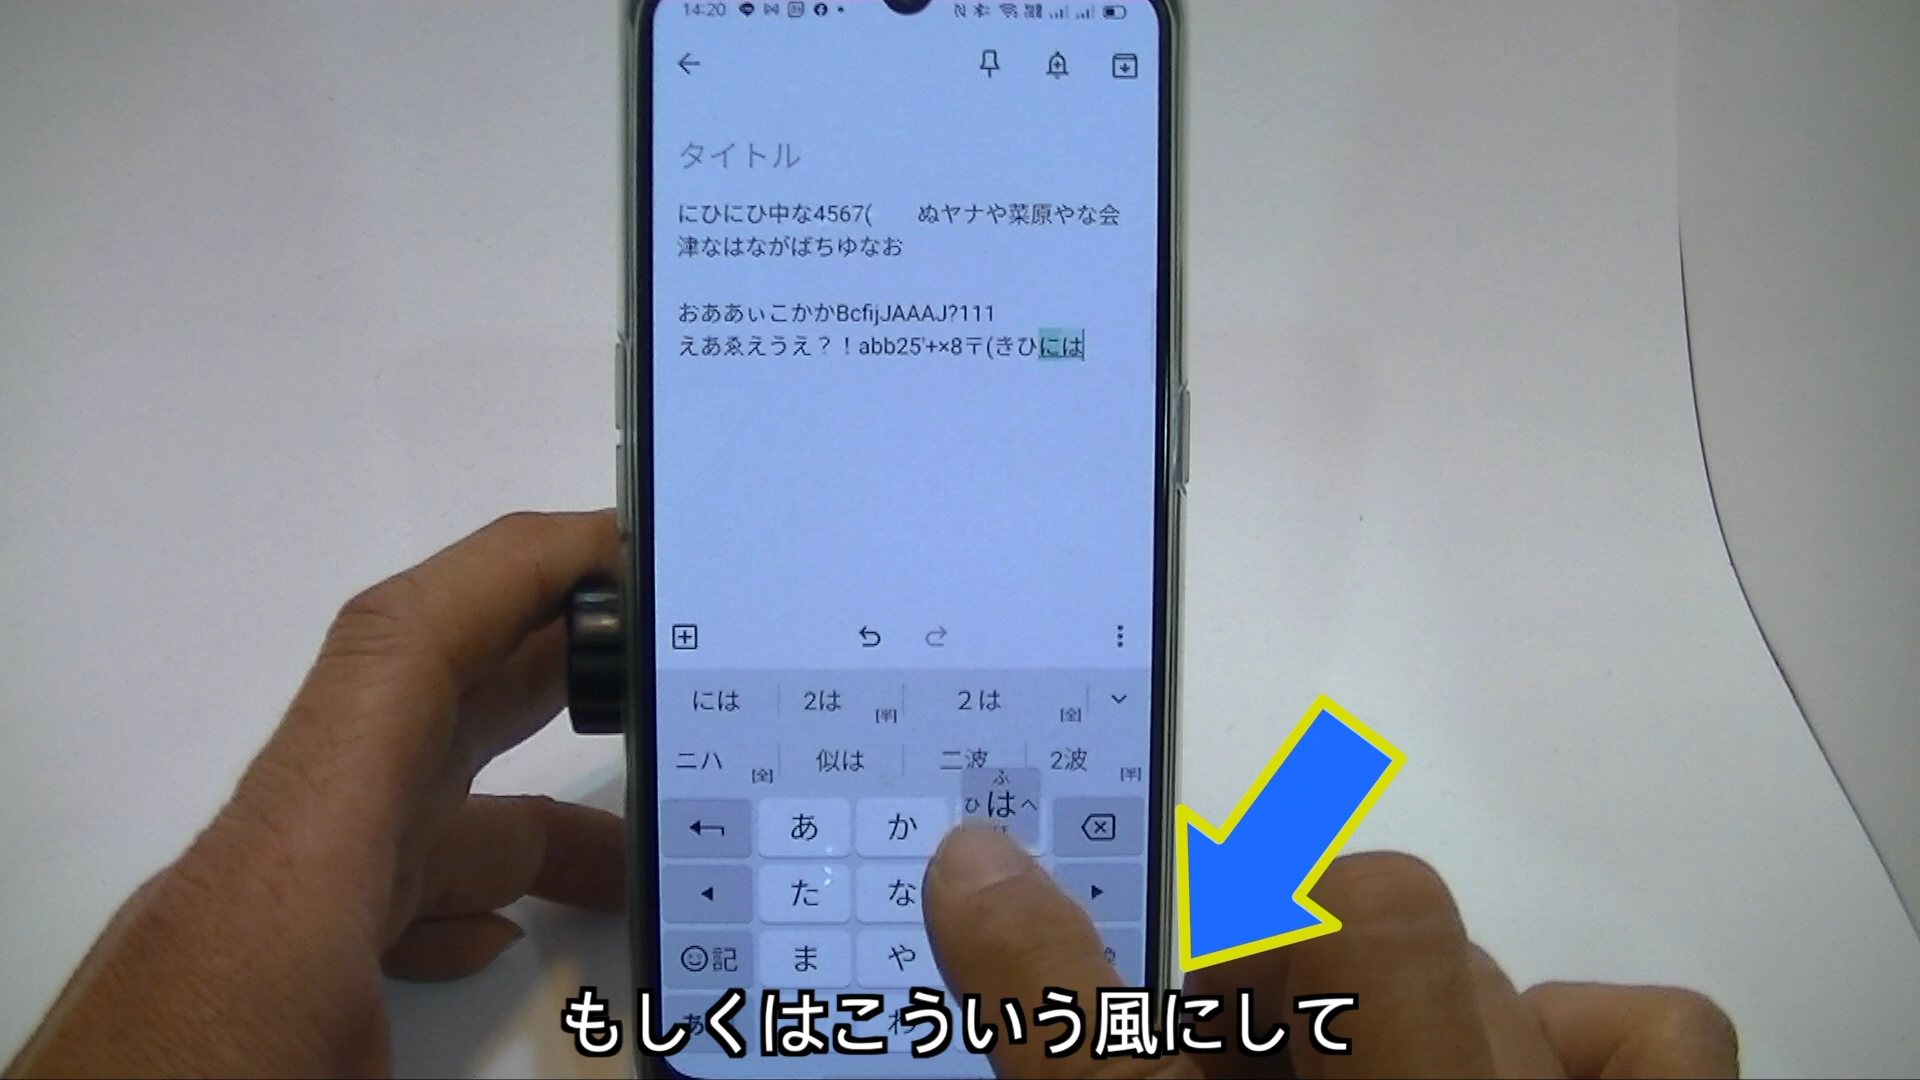 14:20
タイトル
にひにひ中な4567(　　ぬヤナや菜原やな会
津なはながばちゆなお
おああぃこかかBcfijJAAAJ?111
えあゑえうえ？！abb25'+×8〒(きひには
には 2は [半] ２は [全]
ニハ [全] 似は 二波 2波 [半]
ふ
ひ は へ
あ か
た な
記 ま や
もしくはこういう風にして